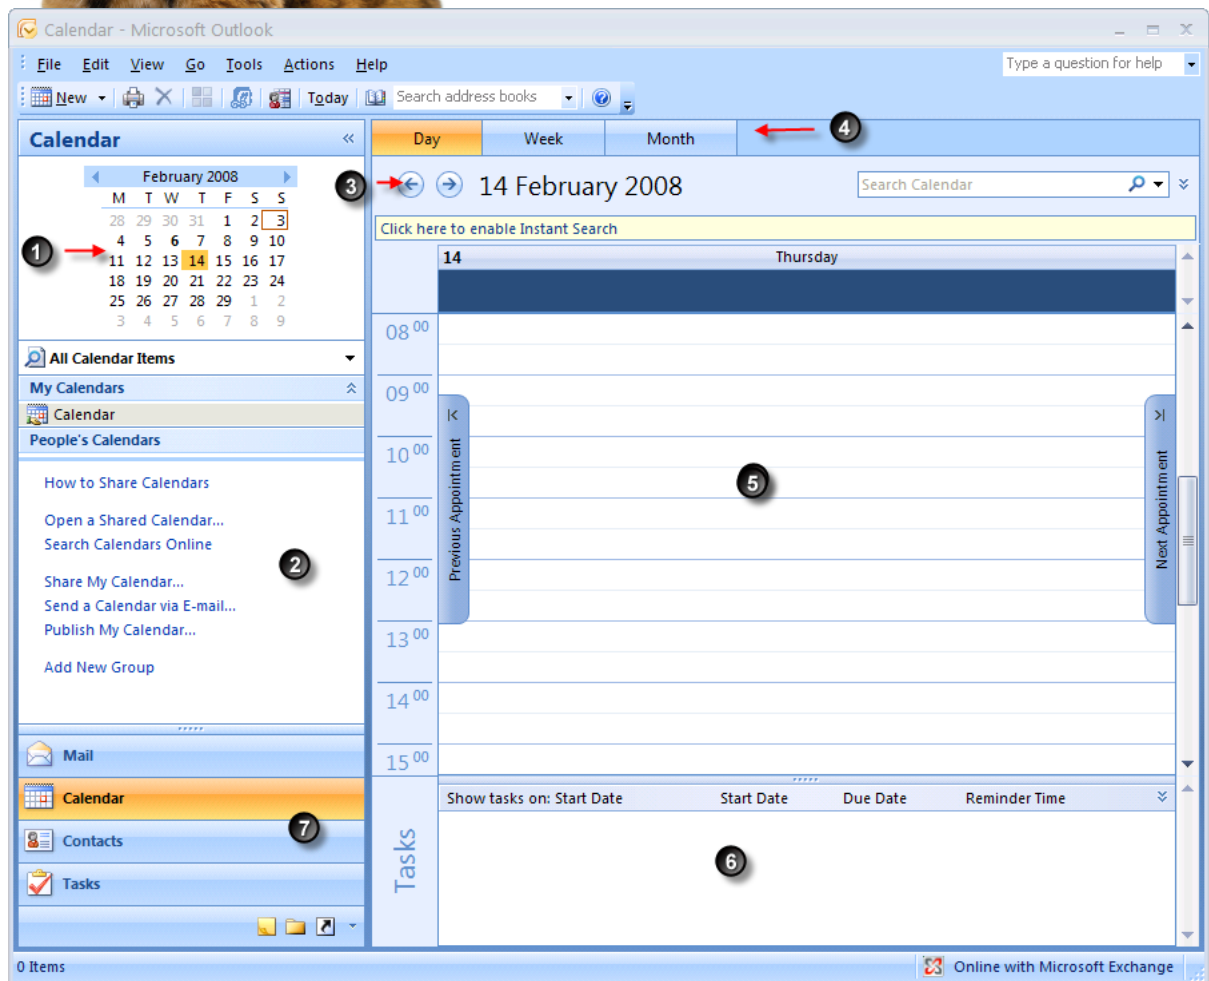 Calendar - Microsoft Outlook
File Edit View Go Tools Actions Help
Type a question for help
New Today Search address books
Calendar
February 2008
M T W T F S S
28 29 30 31 1 2 3
4 5 6 7 8 9 10
11 12 13 14 15 16 17
18 19 20 21 22 23 24
25 26 27 28 29 1 2
3 4 5 6 7 8 9
1
All Calendar Items
My Calendars
Calendar
People's Calendars
How to Share Calendars
Open a Shared Calendar...
Search Calendars Online
2
Share My Calendar...
Send a Calendar via E-mail...
Publish My Calendar...
Add New Group
Mail
Calendar
7
Contacts
Tasks
Day Week Month
4
3
14 February 2008
Search Calendar
Click here to enable Instant Search
14 Thursday
08 00
09 00
10 00
11 00
12 00
13 00
14 00
15 00
Previous Appointment
5
Next Appointment
Show tasks on: Start Date Start Date Due Date Reminder Time
Tasks
6
0 Items
Online with Microsoft Exchange